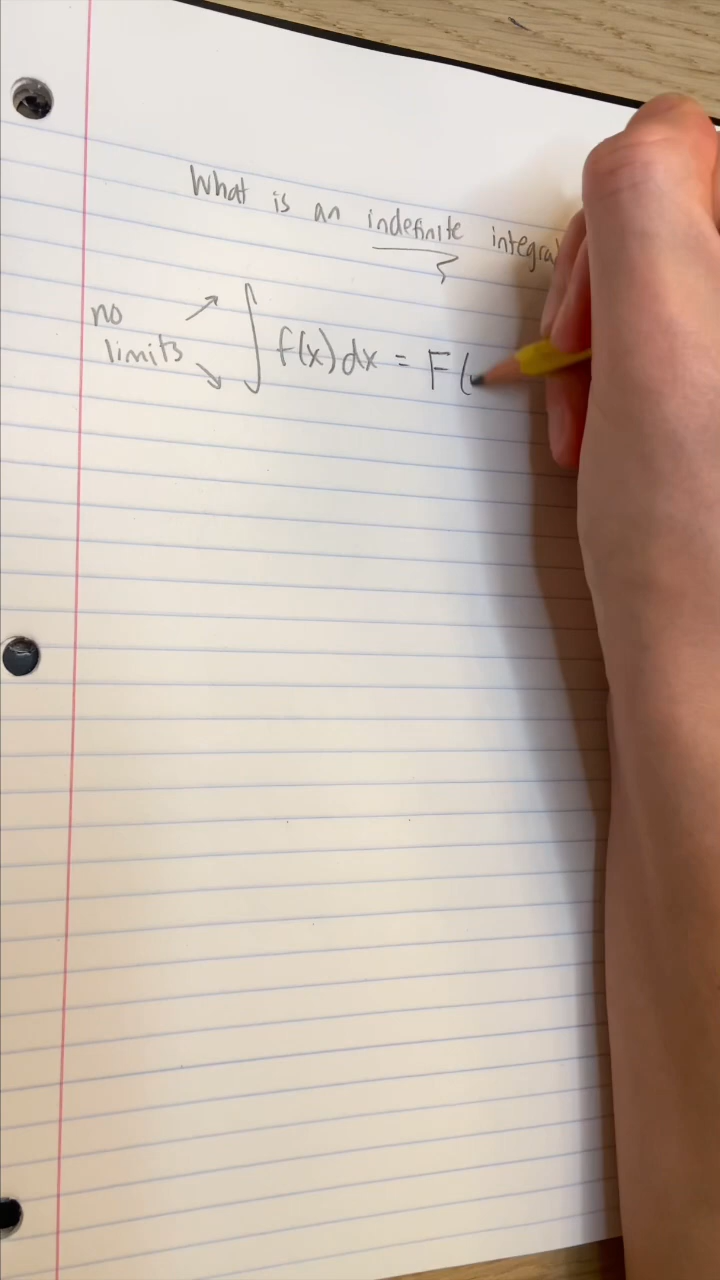 What is an indefinite integral
no
limits
∫ f(x) dx = F (